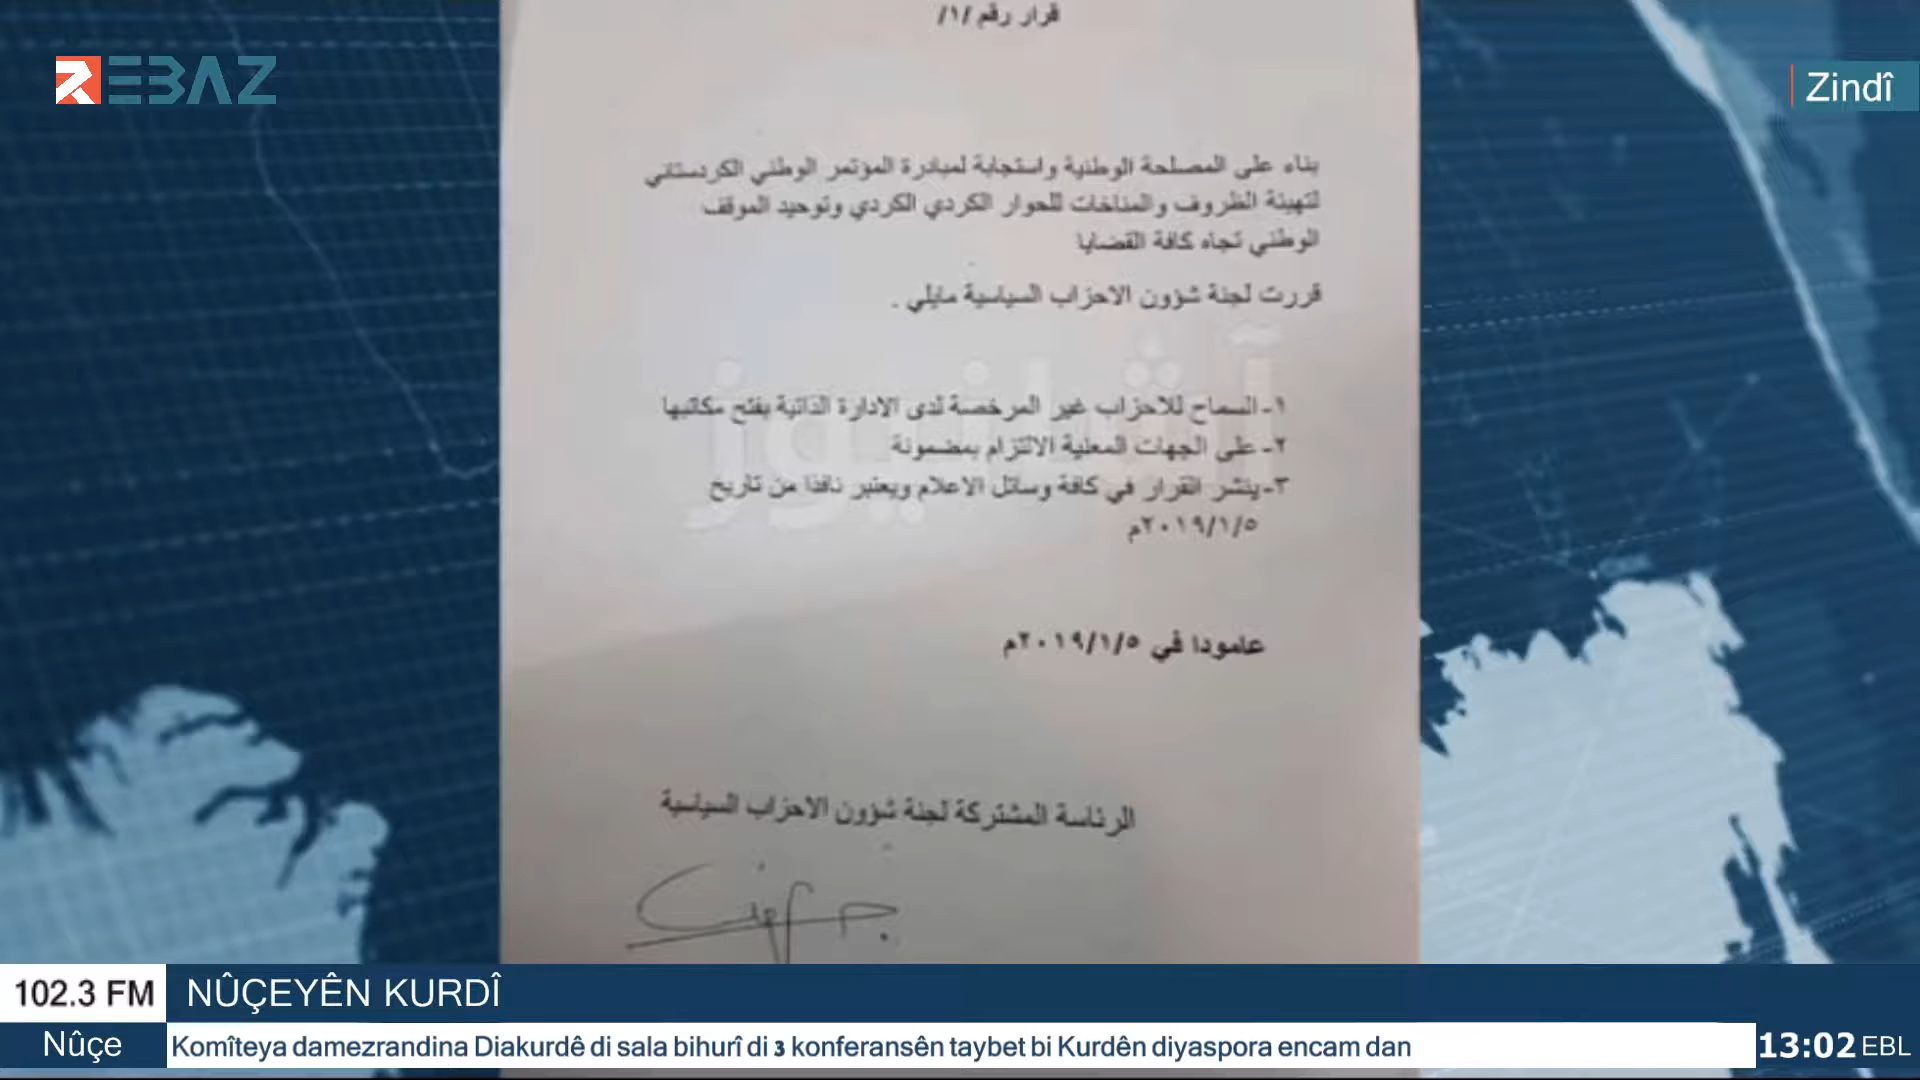 قرار رقم /١/
REBAZ
Zindî
بناء على المصلحة الوطنية واستجابة لمبادرة المؤتمر الوطني الكردستاني
لتهيئة الظروف والمناخات للحوار الكردي الكردي وتوحيد الموقف
الوطني تجاه كافة القضايا
قررت لجنة شؤون الاحزاب السياسية مايلي .
آشانيوز
١- السماح للاحزاب غير المرخصة لدى الادارة الذاتية بفتح مكاتبها
٢- على الجهات المعنية الالتزام بمضمونة
٣- ينشر القرار في كافة وسائل الاعلام ويعتبر نافذا من تاريخ
٢٠١٩/١/٥م
عامودا في ٢٠١٩/١/٥م
الرئاسة المشتركة لجنة شؤون الاحزاب السياسية
102.3 FM
NÛÇEYÊN KURDÎ
Nûçe
Komîteya damezrandina Diakurdê di sala bihurî di 3 konferansên taybet bi Kurdên diyaspora encam dan
13:02 EBL